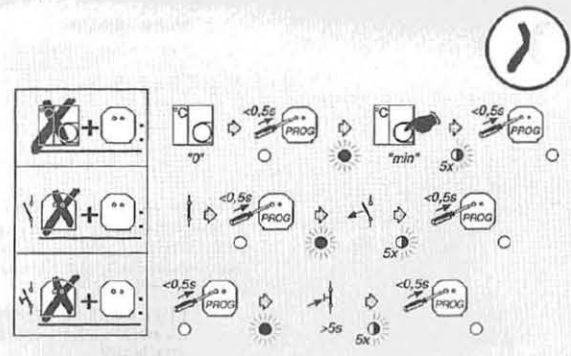 °C <0,5s PROG °C <0,5s PROG
+ : "0" "min" 5x
<0,5s PROG <0,5s PROG
+ : 5x
<0,5s PROG <0,5s PROG
+ : >5s 5x